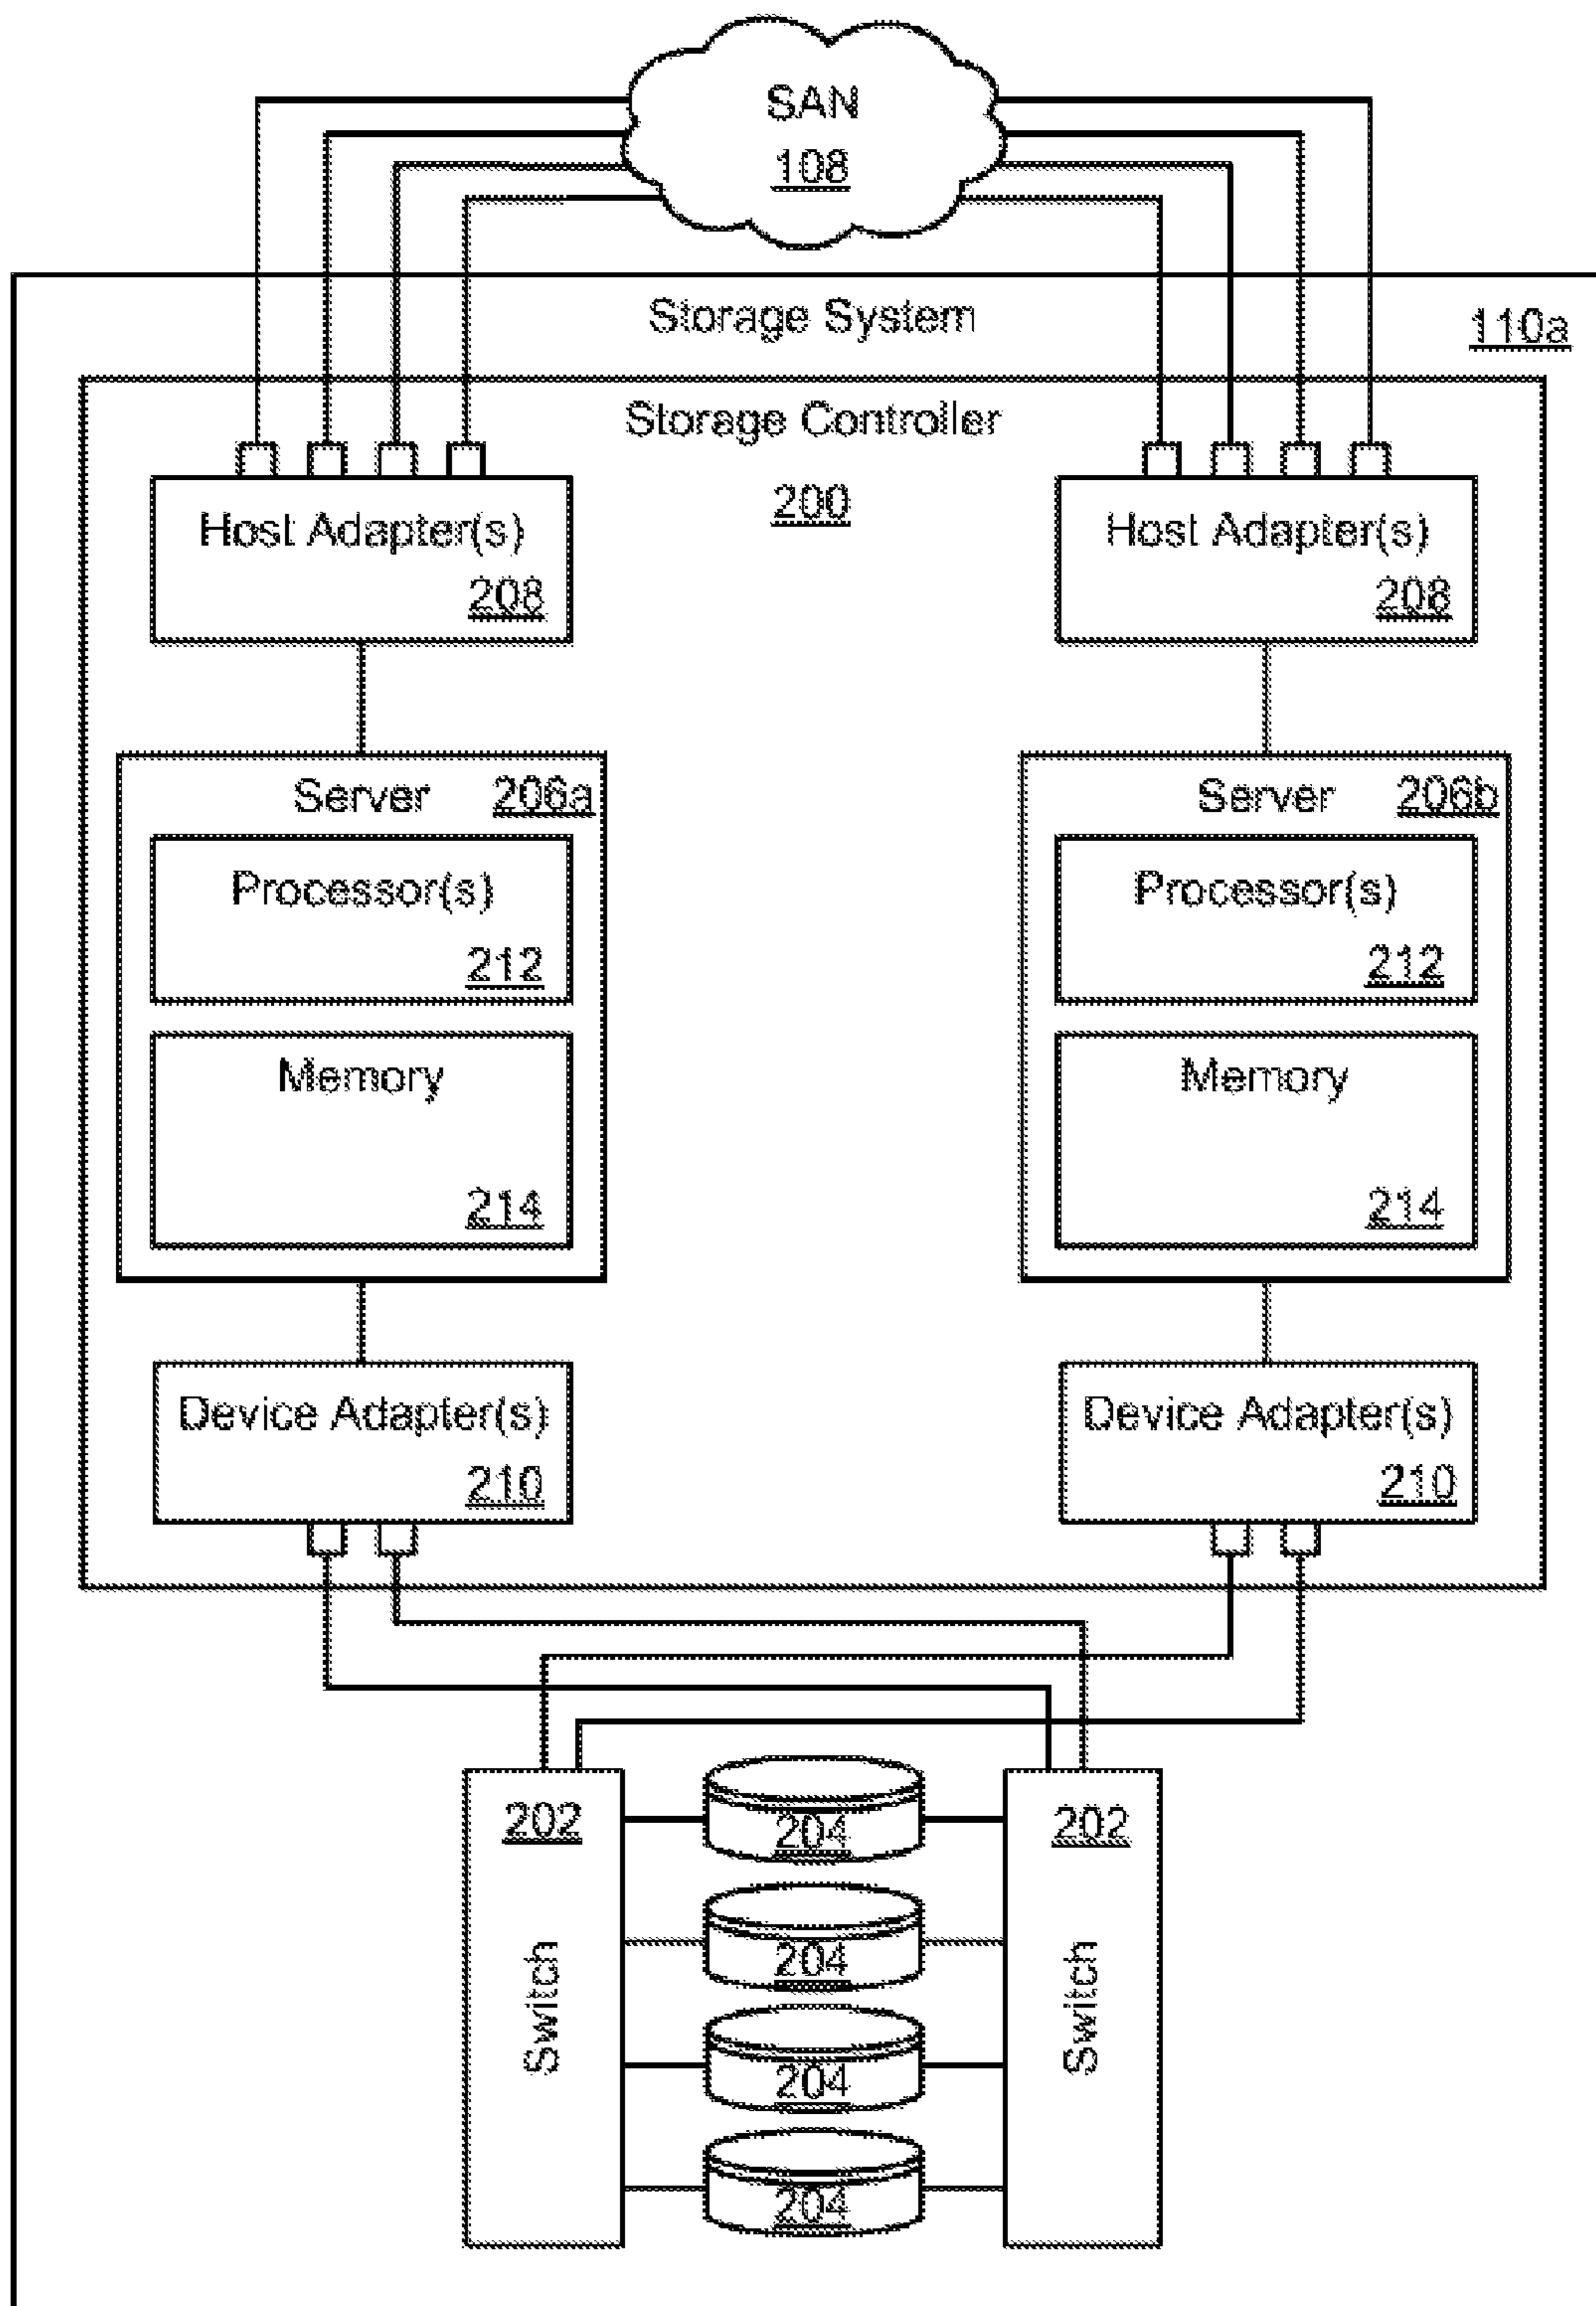 SAN
108
Storage System
110a
Storage Controller
200
Host Adapter(s)
208
Host Adapter(s)
208
Server 206a
Processor(s)
212
Memory
214
Server 206b
Processor(s)
212
Memory
214
Device Adapter(s)
210
Device Adapter(s)
210
202
Switch
204
204
204
204
202
Switch